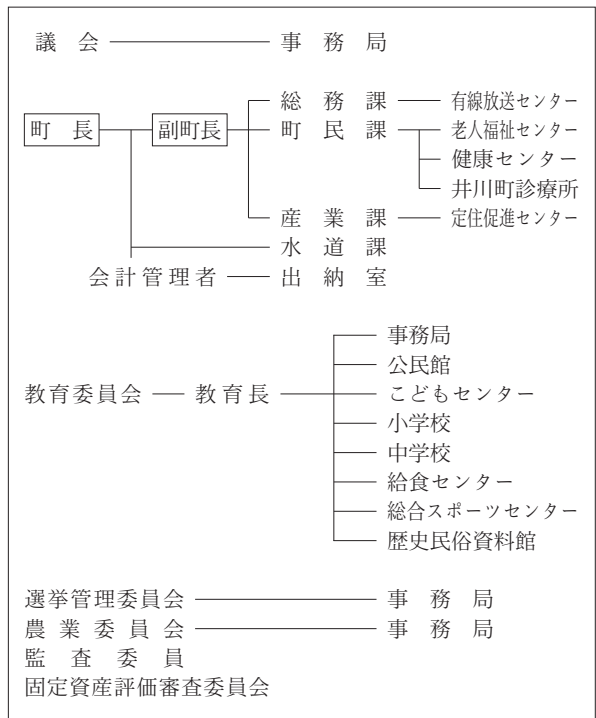 議会 事務局
総務課 有線放送センター
町長 副町長 町民課 老人福祉センター
健康センター
井川町診療所
産業課 定住促進センター
水道課
会計管理者 出納室
事務局
公民館
教育委員会 教育長 こどもセンター
小学校
中学校
給食センター
総合スポーツセンター
歴史民俗資料館
選挙管理委員会 事務局
農業委員会 事務局
監査委員
固定資産評価審査委員会